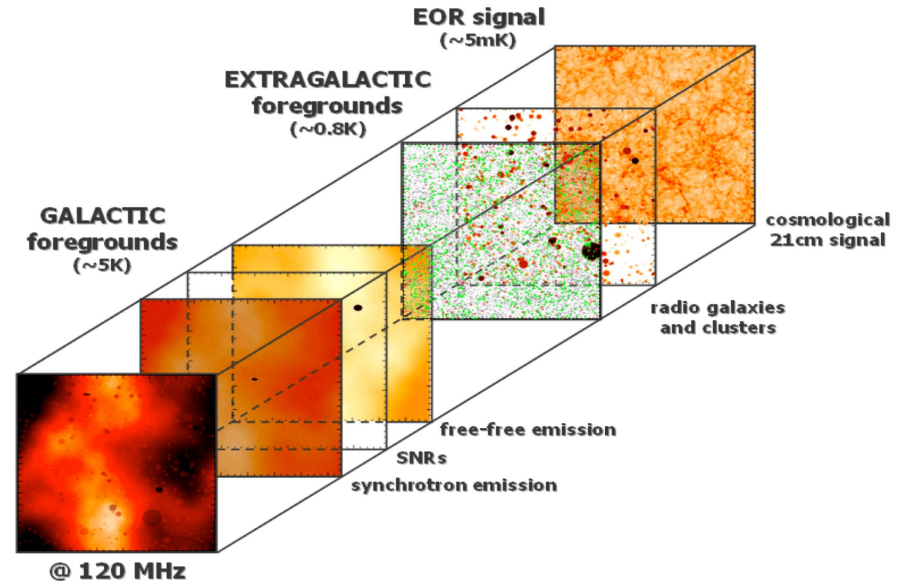 EOR signal
(~5mK)
EXTRAGALACTIC
foregrounds
(~0.8K)
GALACTIC
foregrounds
(~5K)
cosmological
21cm signal
radio galaxies
and clusters
free-free emission
SNRs
synchrotron emission
@ 120 MHz